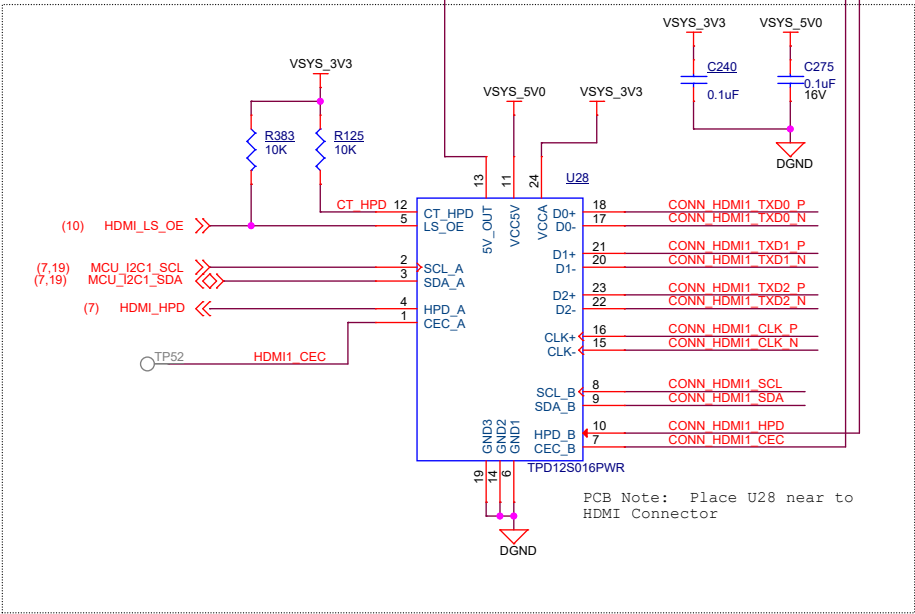 VSYS_3V3 VSYS_5V0
C240 C275
0.1uF 0.1uF
16V
DGND
VSYS_3V3
R383 R125
10K 10K
VSYS_5V0 VSYS_3V3
13 11 24 U28
CT_HPD 12 CT_HPD 5V_OUT VCC5V VCCA D0+ 18 CONN_HDMI1_TXD0_P
(10) HDMI_LS_OE 5 LS_OE D0- 17 CONN_HDMI1_TXD0_N
D1+ 21 CONN_HDMI1_TXD1_P
(7,19) MCU_I2C1_SCL 2 SCL_A D1- 20 CONN_HDMI1_TXD1_N
(7,19) MCU_I2C1_SDA 3 SDA_A
D2+ 23 CONN_HDMI1_TXD2_P
(7) HDMI_HPD 4 HPD_A D2- 22 CONN_HDMI1_TXD2_N
1 CEC_A
CLK+ 16 CONN_HDMI1_CLK_P
CLK- 15 CONN_HDMI1_CLK_N
TP52 HDMI1_CEC
SCL_B 8 CONN_HDMI1_SCL
SDA_B 9 CONN_HDMI1_SDA
HPD_B 10 CONN_HDMI1_HPD
CEC_B 7 CONN_HDMI1_CEC
GND3 GND2 GND1
19 14 6 TPD12S016PWR
PCB Note: Place U28 near to
HDMI Connector
DGND